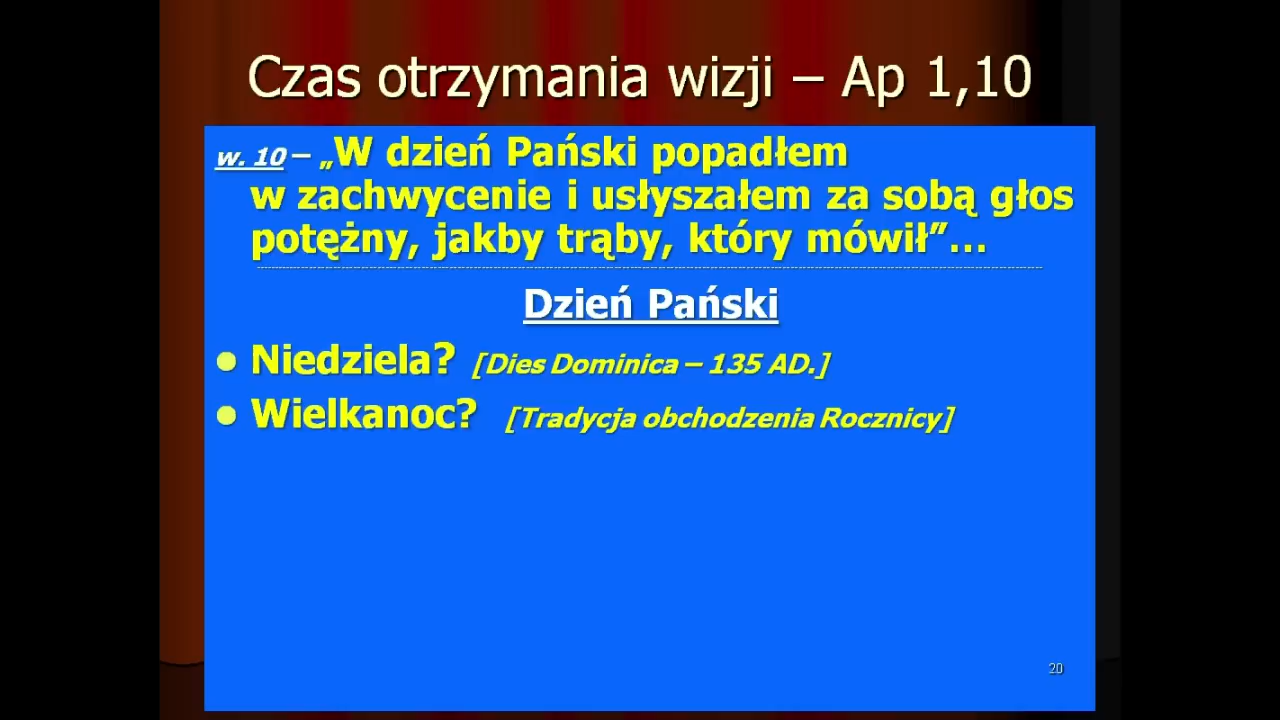 Czas otrzymania wizji – Ap 1,10
w. 10 – „W dzień Pański popadłem
w zachwycenie i usłyszałem za sobą głos
potężny, jakby trąby, który mówił”…
Dzień Pański
● Niedziela? [Dies Dominica – 135 AD.]
● Wielkanoc? [Tradycja obchodzenia Rocznicy]
20